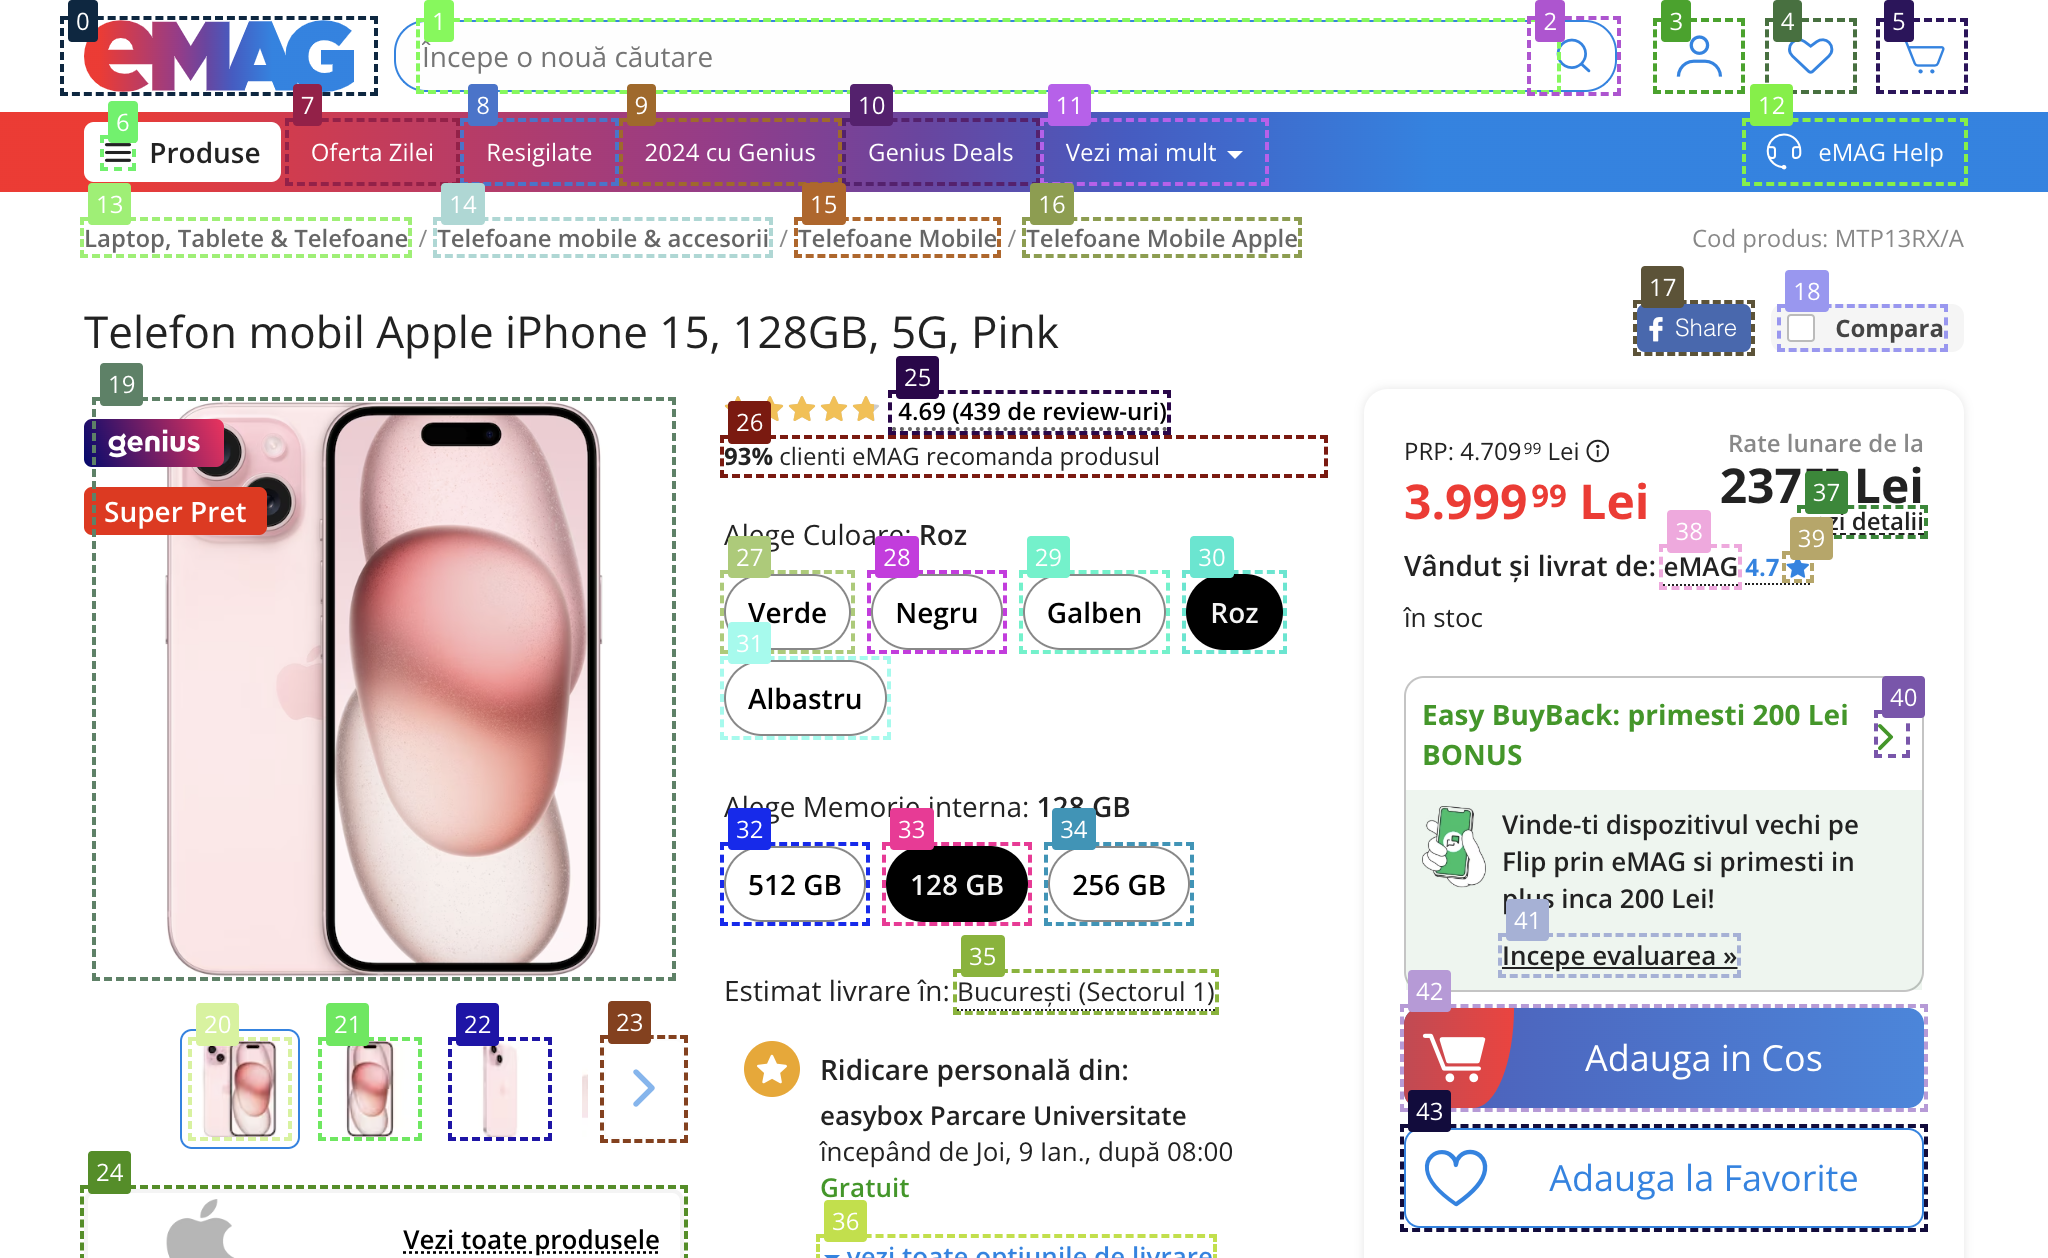 0
eMAG
1
Începe o nouă căutare
2
3
4
5
6
Produse
7
Oferta Zilei
8
Resigilate
9
2024 cu Genius
10
Genius Deals
11
Vezi mai mult
12
eMAG Help
13
Laptop, Tablete & Telefoane /
14
Telefoane mobile & accesorii /
15
Telefoane Mobile /
16
Telefoane Mobile Apple
Cod produs: MTP13RX/A
Telefon mobil Apple iPhone 15, 128GB, 5G, Pink
17
Share
18
Compara
19
genius
Super Pret
20
21
22
23
24
Vezi toate produsele
25
4.69 (439 de review-uri)
26
93% clienti eMAG recomanda produsul
Alege Culoare: Roz
27
Verde
28
Negru
29
Galben
30
Roz
31
Albastru
Alege Memorie interna: 128 GB
32
512 GB
33
128 GB
34
256 GB
35
Estimat livrare în: București (Sectorul 1)
Ridicare personală din:
easybox Parcare Universitate
începând de Joi, 9 Ian., după 08:00
Gratuit
36
vezi toate optiunile de livrare
PRP: 4.709⁹⁹ Lei
3.999⁹⁹ Lei
Rate lunare de la
237 Lei
37
detalii
38
39
Vândut și livrat de: eMAG 4.7
în stoc
40
Easy BuyBack: primesti 200 Lei
BONUS
Vinde-ti dispozitivul vechi pe
Flip prin eMAG si primesti in
plus inca 200 Lei!
41
Incepe evaluarea »
42
Adauga in Cos
43
Adauga la Favorite